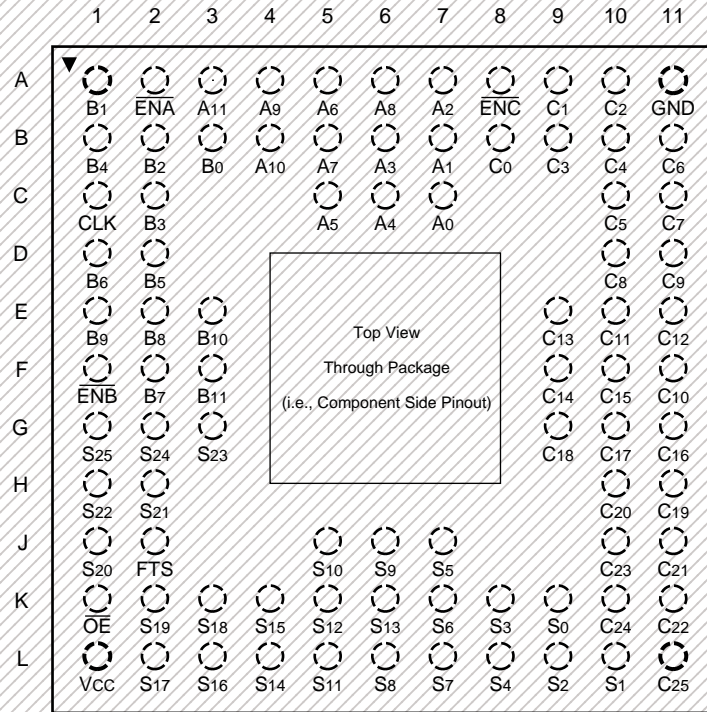 1 2 3 4 5 6 7 8 9 10 11
A
B1 ENA A11 A9 A6 A8 A2 ENC C1 C2 GND
B
B4 B2 B0 A10 A7 A3 A1 C0 C3 C4 C6
C
CLK B3 A5 A4 A0 C5 C7
D
B6 B5 C8 C9
E
B9 B8 B10 C13 C11 C12
Top View
Through Package
(i.e., Component Side Pinout)
F
ENB B7 B11 C14 C15 C10
G
S25 S24 S23 C18 C17 C16
H
S22 S21 C20 C19
J
S20 FTS S10 S9 S5 C23 C21
K
OE S19 S18 S15 S12 S13 S6 S3 S0 C24 C22
L
VCC S17 S16 S14 S11 S8 S7 S4 S2 S1 C25